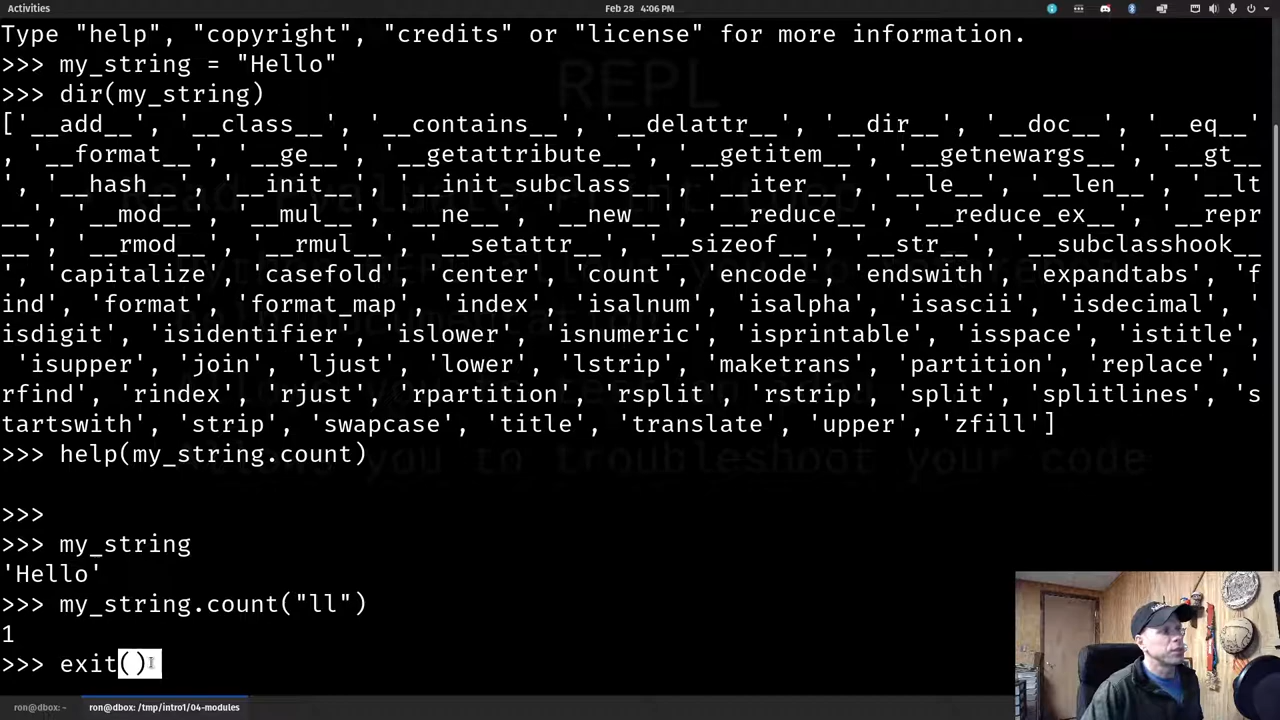 Activities
Feb 28 4:06 PM
Type "help", "copyright", "credits" or "license" for more information.
>>> my_string = "Hello"
>>> dir(my_string)
['__add__', '__class__', '__contains__', '__delattr__', '__dir__', '__doc__', '__eq__'
, '__format__', '__ge__', '__getattribute__', '__getitem__', '__getnewargs__', '__gt__
', '__hash__', '__init__', '__init_subclass__', '__iter__', '__le__', '__len__', '__lt
__', '__mod__', '__mul__', '__ne__', '__new__', '__reduce__', '__reduce_ex__', '__repr
__', '__rmod__', '__rmul__', '__setattr__', '__sizeof__', '__str__', '__subclasshook__
', 'capitalize', 'casefold', 'center', 'count', 'encode', 'endswith', 'expandtabs', 'f
ind', 'format', 'format_map', 'index', 'isalnum', 'isalpha', 'isascii', 'isdecimal', '
isdigit', 'isidentifier', 'islower', 'isnumeric', 'isprintable', 'isspace', 'istitle',
 'isupper', 'join', 'ljust', 'lower', 'lstrip', 'maketrans', 'partition', 'replace', '
rfind', 'rindex', 'rjust', 'rpartition', 'rsplit', 'rstrip', 'split', 'splitlines', 's
tartswith', 'strip', 'swapcase', 'title', 'translate', 'upper', 'zfill']
>>> help(my_string.count)
>>>
>>> my_string
'Hello'
>>> my_string.count("ll")
1
>>> exit()
ron@dbox: ~
ron@dbox: /tmp/intro1/04-modules
REPL
you to troubleshoot your code